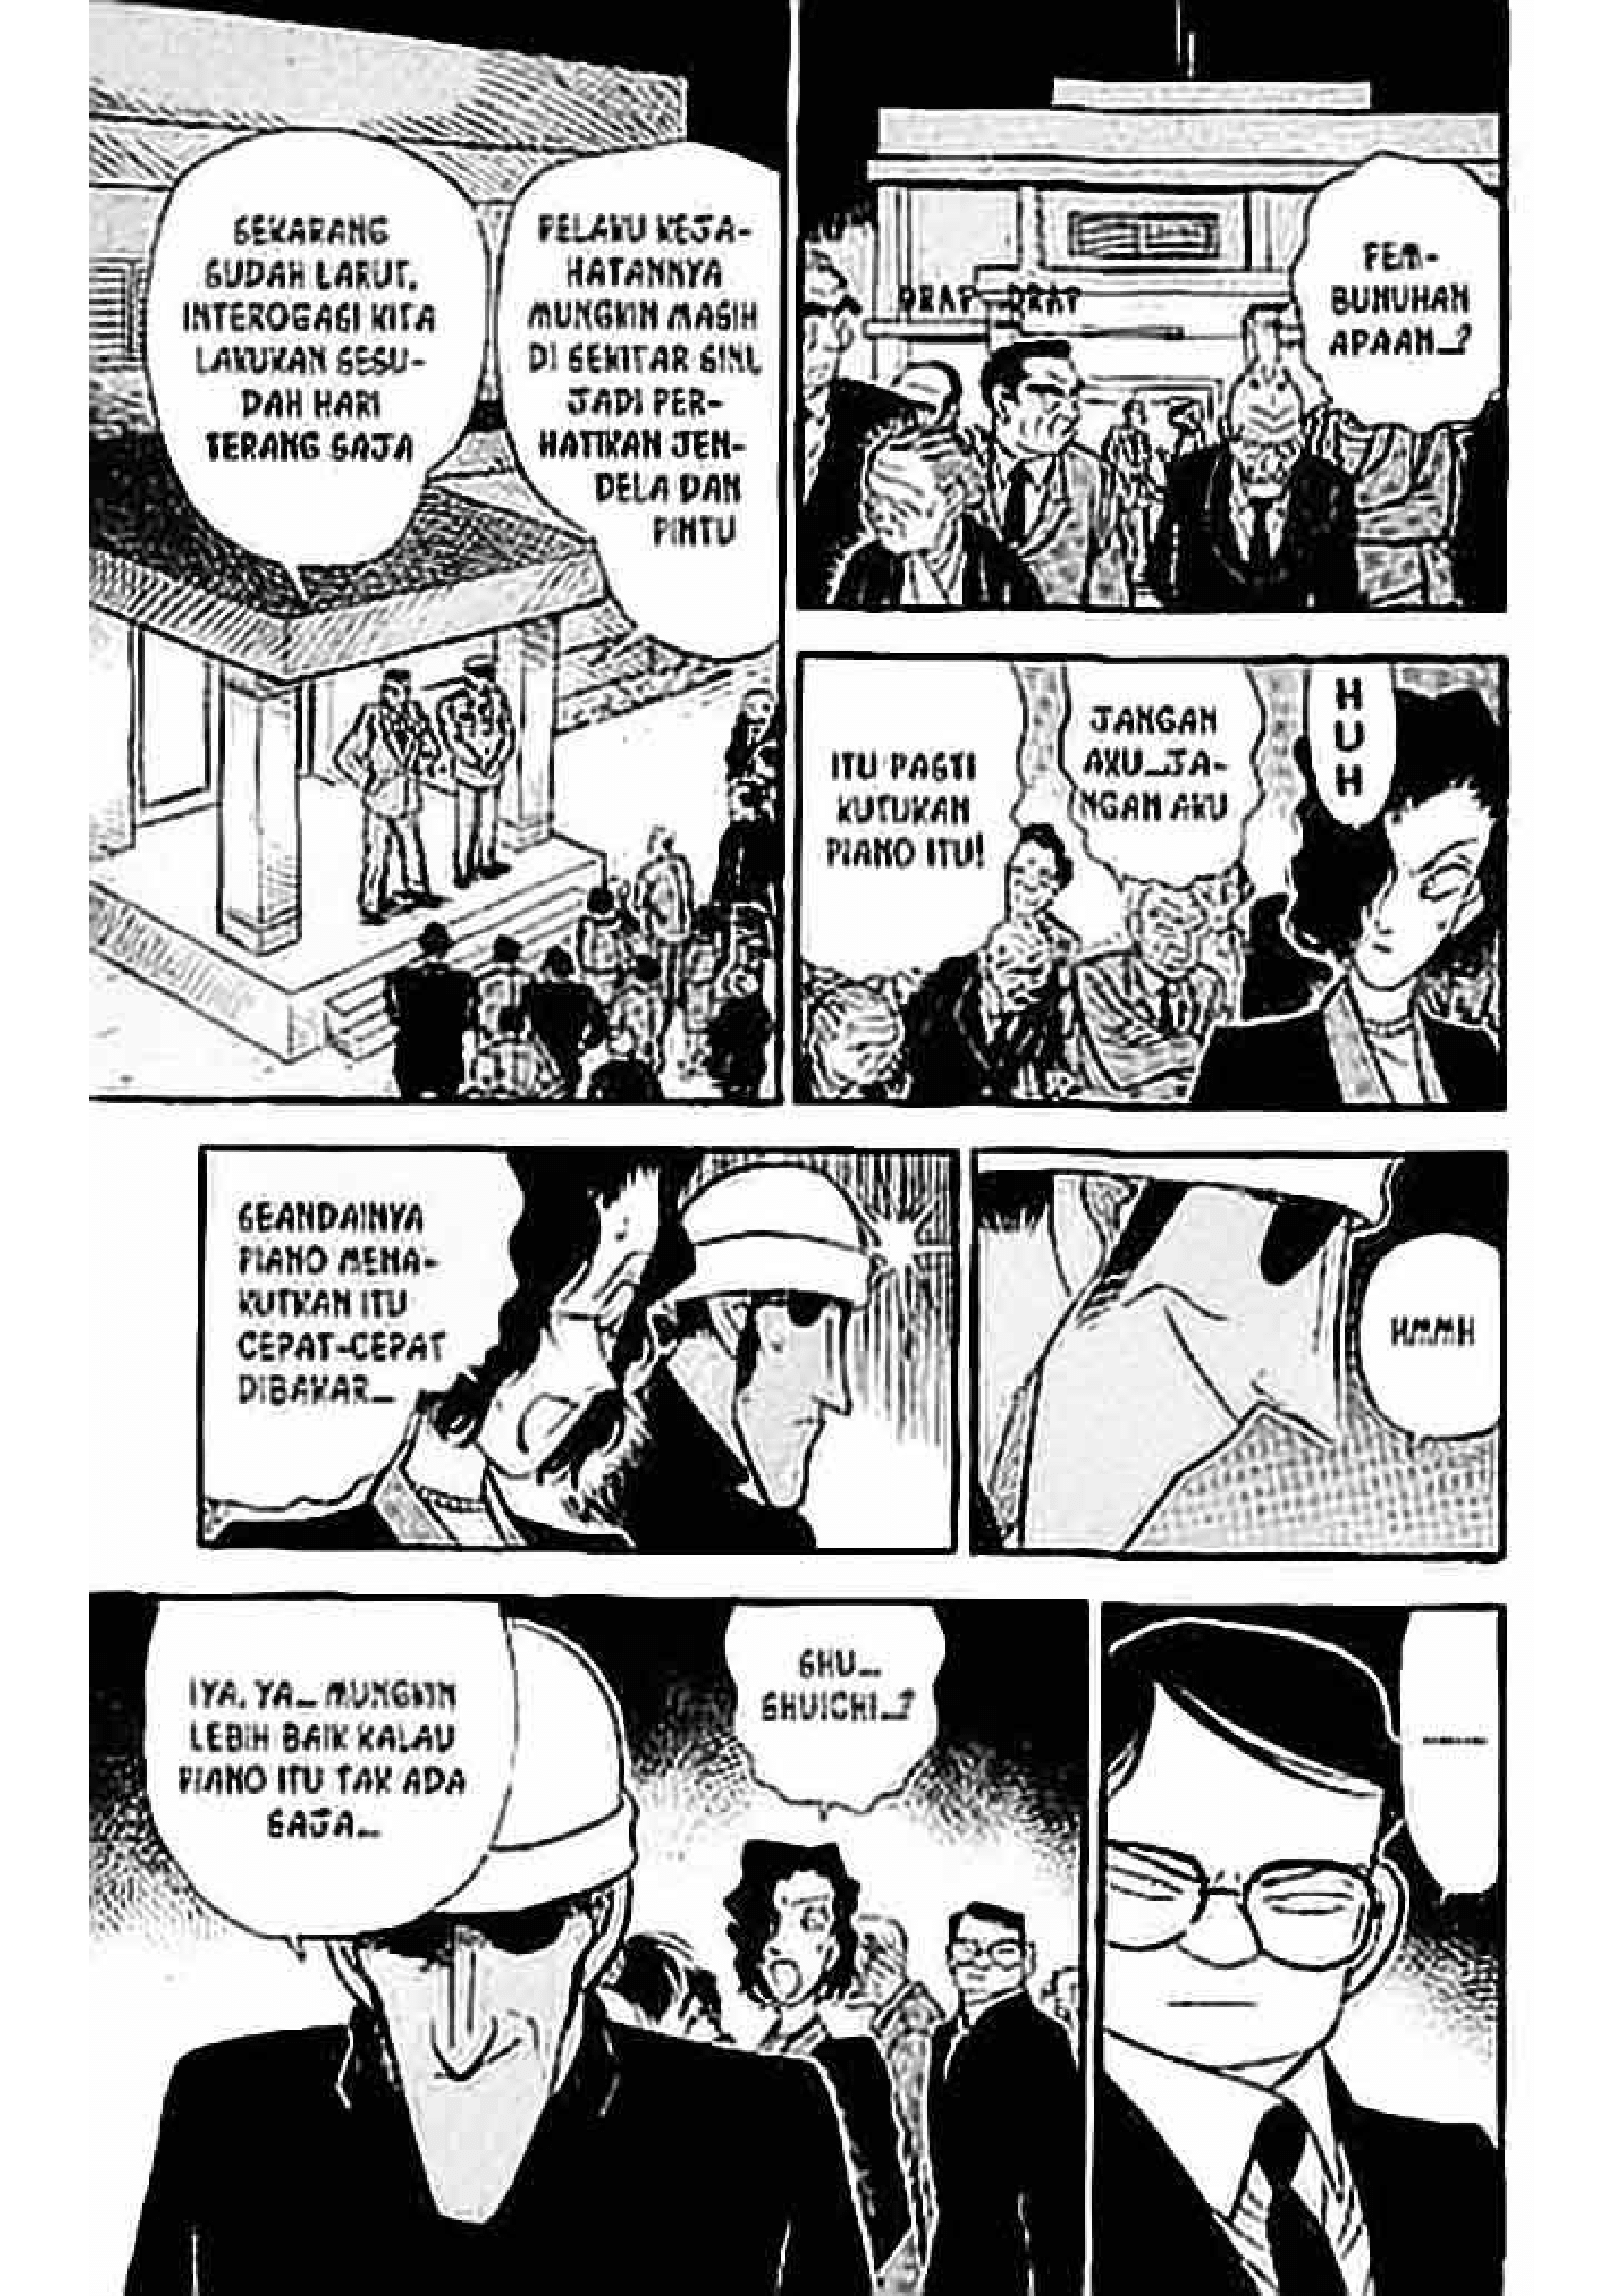 PEM-
BUNUHAN
APAAN...?
DRAP DRAP
PELAKU KEJA-
HATANNYA
MUNGKIN MASIH
DI SEKITAR SINI,
JADI PER-
HATIKAN JEN-
DELA DAN
PINTU
SEKARANG
SUDAH LARUT,
INTEROGASI KITA
LAKUKAN SESU-
DAH HARI
TERANG SAJA
H
U
H
JANGAN
AKU...JA-
NGAN AKU
ITU PASTI
KUTUKAN
PIANO ITU!
HMMH
SEANDAINYA
PIANO MENA-
KUTKAN ITU
CEPAT-CEPAT
DIBAKAR...
......
SHU...
SHUICHI...?
IYA, YA... MUNGKIN
LEBIH BAIK KALAU
PIANO ITU TAK ADA
SAJA...